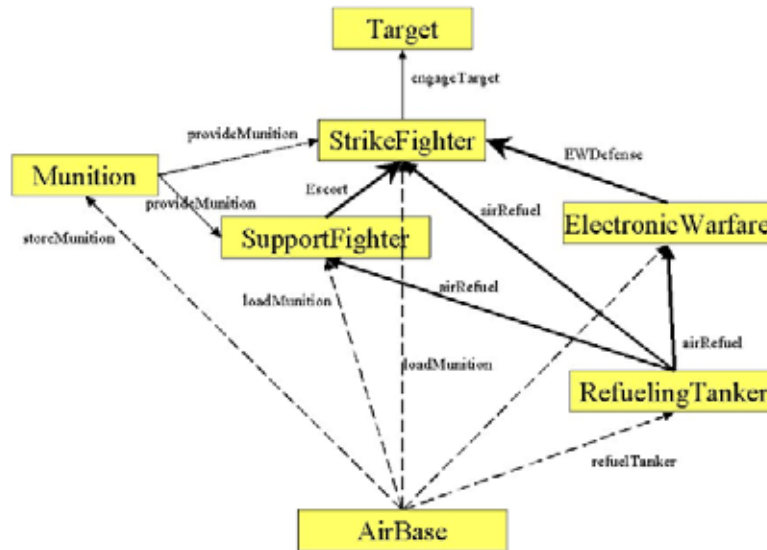 Target
engageTarget
provideMunition
StrikeFighter
EWDefense
Munition
provideMunition
Escort
airRefuel
storeMunition
SupportFighter
ElectronicWarfare
loadMunition
airRefuel
airRefuel
loadMunition
RefuelingTanker
refuelTanker
AirBase